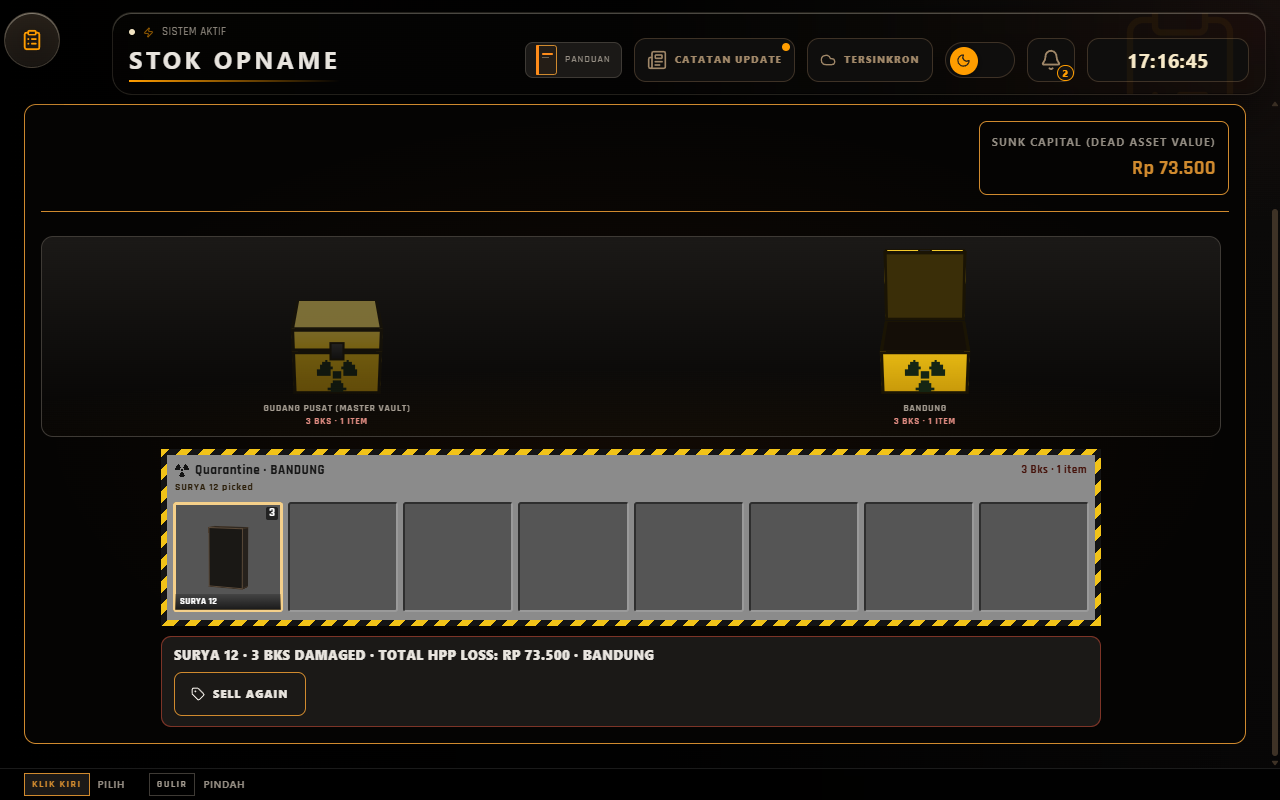 SISTEM AKTIF
STOK OPNAME
PANDUAN
CATATAN UPDATE
TERSINKRON
2
17:16:45
SUNK CAPITAL (DEAD ASSET VALUE)
Rp 73.500
GUDANG PUSAT (MASTER VAULT)
3 BKS · 1 ITEM
BANDUNG
3 BKS · 1 ITEM
Quarantine · BANDUNG
3 Bks · 1 item
SURYA 12 picked
3
SURYA 12
SURYA 12 · 3 BKS DAMAGED · TOTAL HPP LOSS: RP 73.500 · BANDUNG
SELL AGAIN
KLIK KIRI PILIH GULIR PINDAH